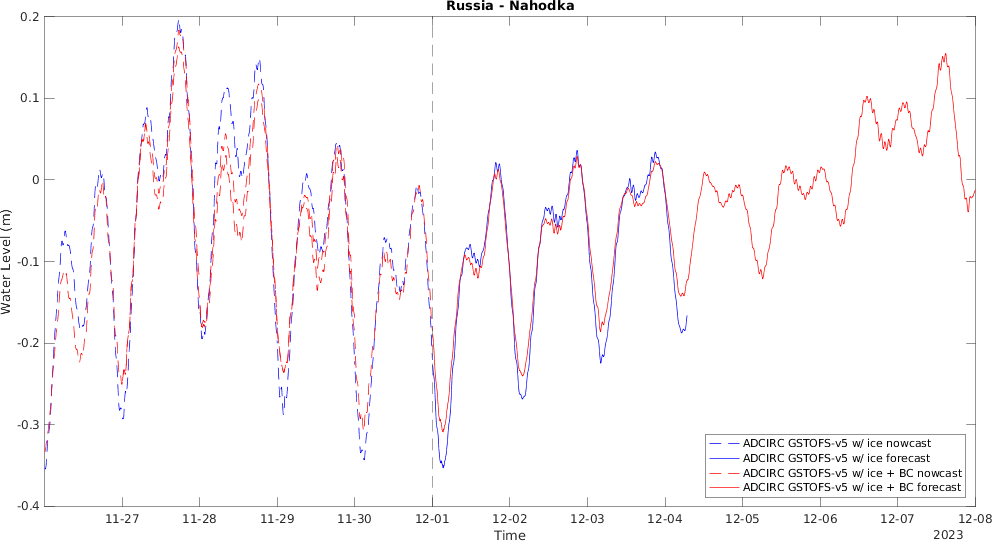 Russia - Nahodka
0.2
0.1
0
-0.1
-0.2
-0.3
-0.4
Water Level (m)
11-27 11-28 11-29 11-30 12-01 12-02 12-03 12-04 12-05 12-06 12-07 12-08
Time
2023
ADCIRC GSTOFS-v5 w/ ice nowcast
ADCIRC GSTOFS-v5 w/ ice forecast
ADCIRC GSTOFS-v5 w/ ice + BC nowcast
ADCIRC GSTOFS-v5 w/ ice + BC forecast